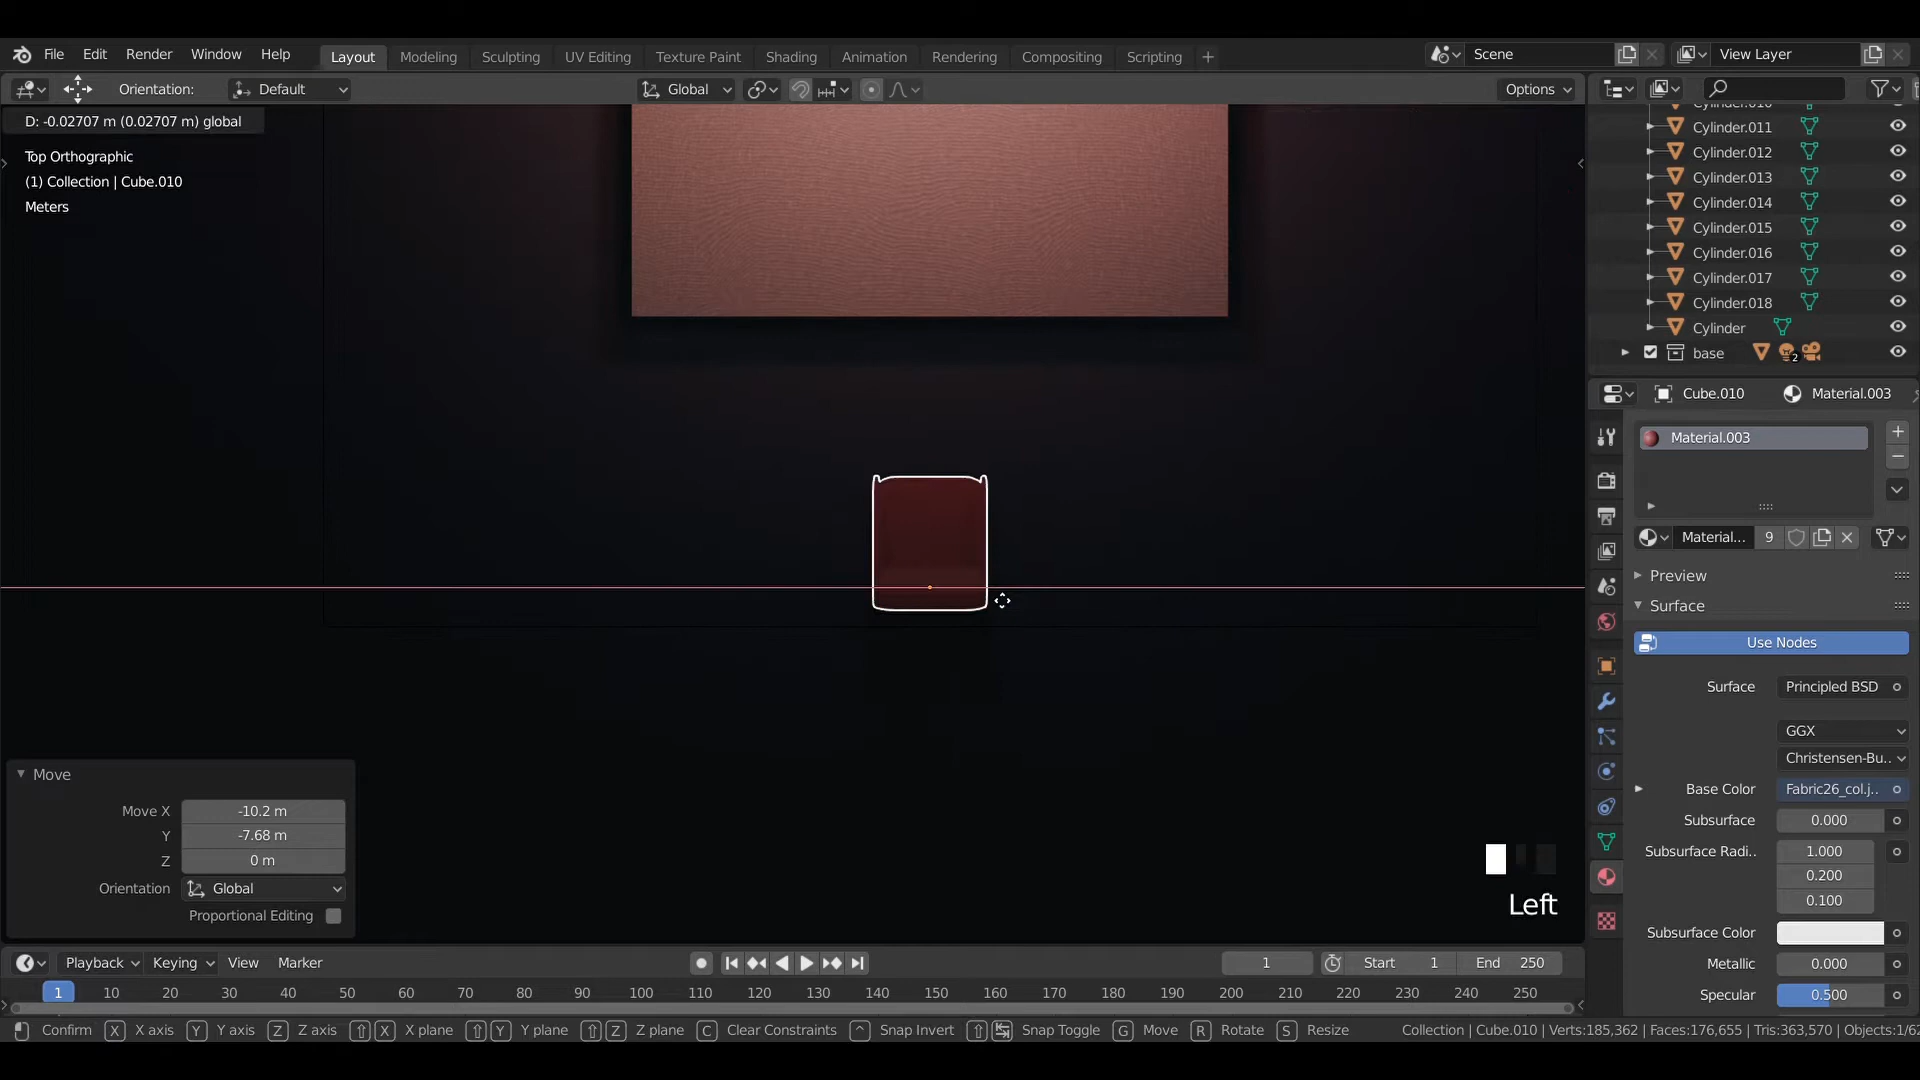 File Edit Render Window Help Layout Modeling Sculpting UV Editing Texture Paint Shading Animation Rendering Compositing Scripting + Scene View Layer
Orientation: Default Global Options
D: -0.02707 m (0.02707 m) global
Top Orthographic
(1) Collection | Cube.010
Meters
Cylinder.011
Cylinder.012
Cylinder.013
Cylinder.014
Cylinder.015
Cylinder.016
Cylinder.017
Cylinder.018
Cylinder
base 2
Cube.010 Material.003
Material.003
Material... 9
Preview
Surface
Use Nodes
Surface Principled BSD
GGX
Christensen-Bu..
Base Color Fabric26_col.j..
Subsurface 0.000
Subsurface Radi.. 1.000
0.200
0.100
Subsurface Color
Metallic 0.000
Specular 0.500
Move
Move X -10.2 m
Y -7.68 m
Z 0 m
Orientation Global
Proportional Editing
Left
Playback Keying View Marker 1 Start 1 End 250
1 10 20 30 40 50 60 70 80 90 100 110 120 130 140 150 160 170 180 190 200 210 220 230 240 250
Confirm X X axis Y Y axis Z Z axis X X plane Y Y plane Z Z plane C Clear Constraints Snap Invert Snap Toggle G Move R Rotate S Resize Collection | Cube.010 | Verts:185,362 | Faces:176,655 | Tris:363,570 | Objects:1/62